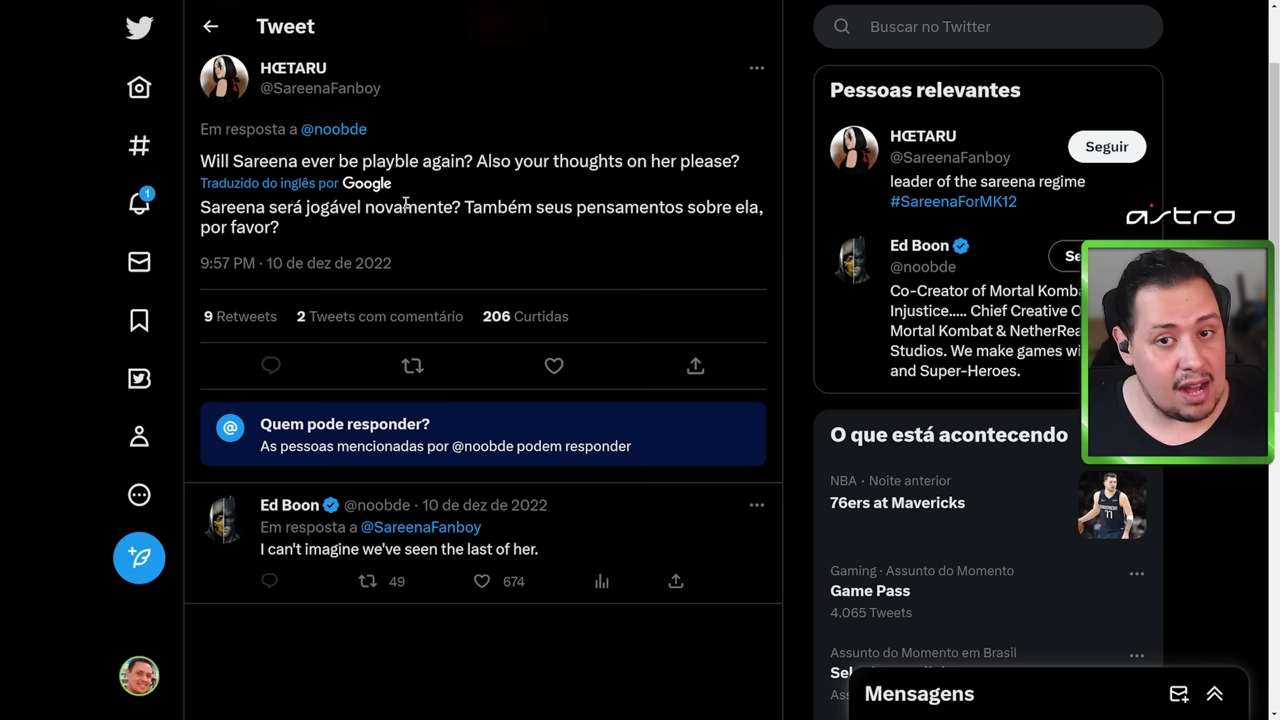 Tweet
HŒTARU
@SareenaFanboy
Em resposta a @noobde
Will Sareena ever be playble again? Also your thoughts on her please?
Traduzido do inglês por Google
Sareena será jogável novamente? Também seus pensamentos sobre ela,
por favor?
9:57 PM · 10 de dez de 2022
9 Retweets 2 Tweets com comentário 206 Curtidas
@
Quem pode responder?
As pessoas mencionadas por @noobde podem responder
Ed Boon @noobde · 10 de dez de 2022
Em resposta a @SareenaFanboy
I can't imagine we've seen the last of her.
49 674
1
Buscar no Twitter
Pessoas relevantes
HŒTARU
@SareenaFanboy
Seguir
leader of the sareena regime
#SareenaForMK12
Ed Boon
@noobde
Co-Creator of Mortal Komba
Injustice..... Chief Creative O
Mortal Kombat & NetherRea
Studios. We make games wi
and Super-Heroes.
astro
O que está acontecendo
NBA · Noite anterior
76ers at Mavericks
77
Gaming · Assunto do Momento
Game Pass
4.065 Tweets
Assunto do Momento em Brasil
Mensagens